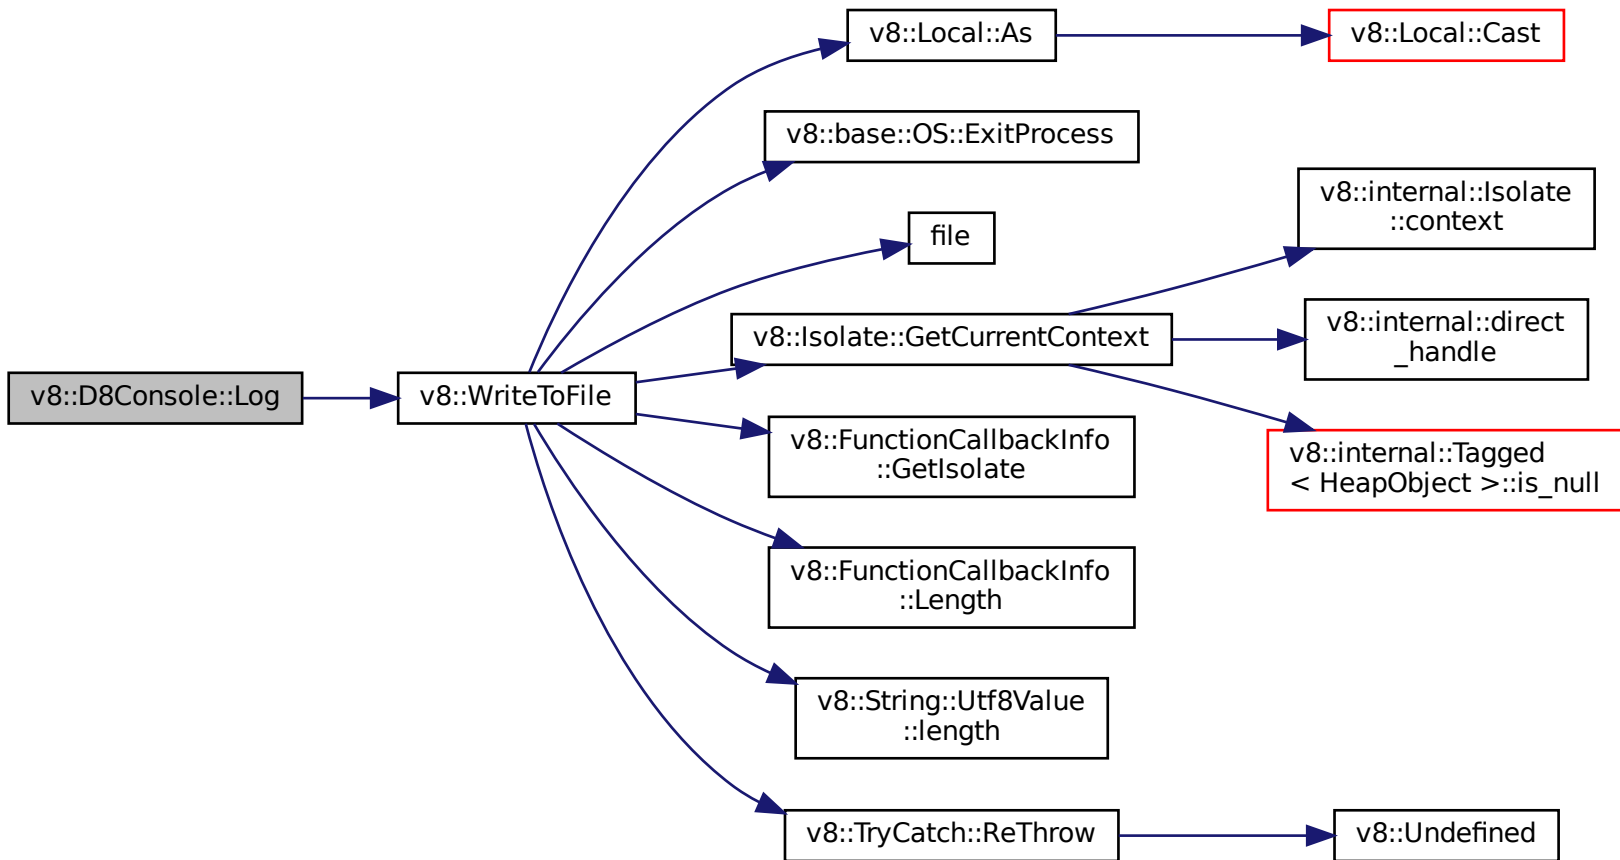 v8::D8Console::Log
v8::WriteToFile
v8::Local::As
v8::base::OS::ExitProcess
file
v8::Isolate::GetCurrentContext
v8::FunctionCallbackInfo
::GetIsolate
v8::FunctionCallbackInfo
::Length
v8::String::Utf8Value
::length
v8::TryCatch::ReThrow
v8::Local::Cast
v8::internal::Isolate
::context
v8::internal::direct
_handle
v8::internal::Tagged
< HeapObject >::is_null
v8::Undefined